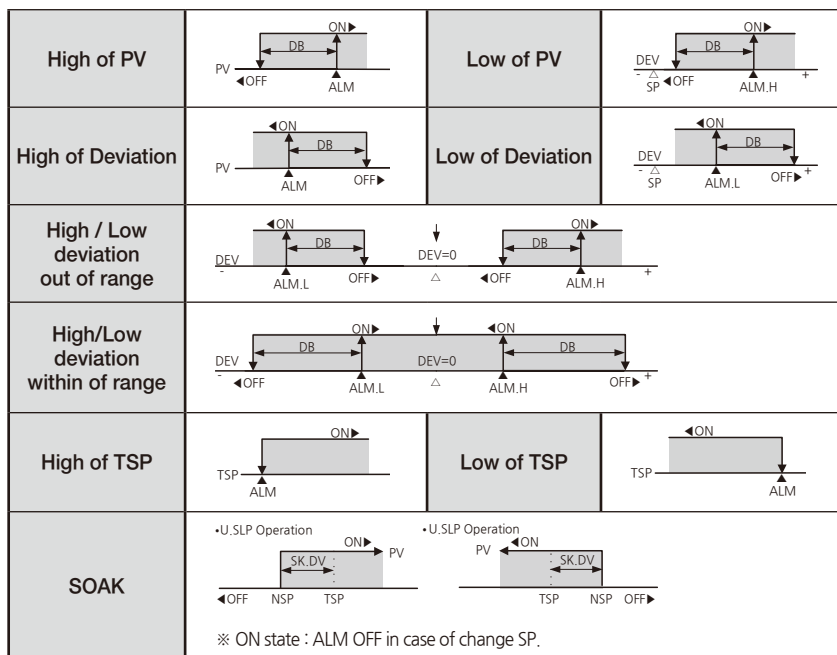 High of PV
ON▶
DB
PV
◀OFF
ALM
Low of PV
ON▶
DB
DEV
-
△
SP
◀OFF
ALM.H
+
High of Deviation
◀ON
DB
PV
ALM
OFF▶
Low of Deviation
◀ON
DB
DEV
-
△
SP
ALM.L
OFF▶
+
High / Low
deviation
out of range
◀ON
DB
DEV
-
ALM.L
OFF▶
DEV=0
△
ON▶
DB
◀OFF
ALM.H
+
High/Low
deviation
within of range
ON▶
DB
DEV
-
◀OFF
ALM.L
DEV=0
△
◀ON
DB
ALM.H
OFF▶
+
High of TSP
ON▶
TSP
ALM
Low of TSP
◀ON
TSP
ALM
SOAK
•U.SLP Operation
ON▶
PV
SK.DV
◀OFF
NSP
TSP
•U.SLP Operation
◀ON
PV
SK.DV
TSP
NSP
OFF▶
※ ON state : ALM OFF in case of change SP.